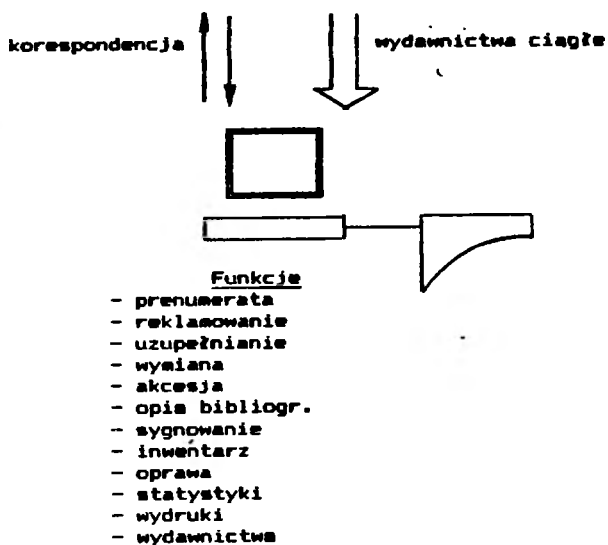 korespondencja
wydawnictwa ciągłe
Funkcje
- prenumerata
- reklamowanie
- uzupełnianie
- wymiana
- akcesja
- opis bibliogr.
- sygnowanie
- inwentarz
- oprawa
- statystyki
- wydruki
- wydawnictwa